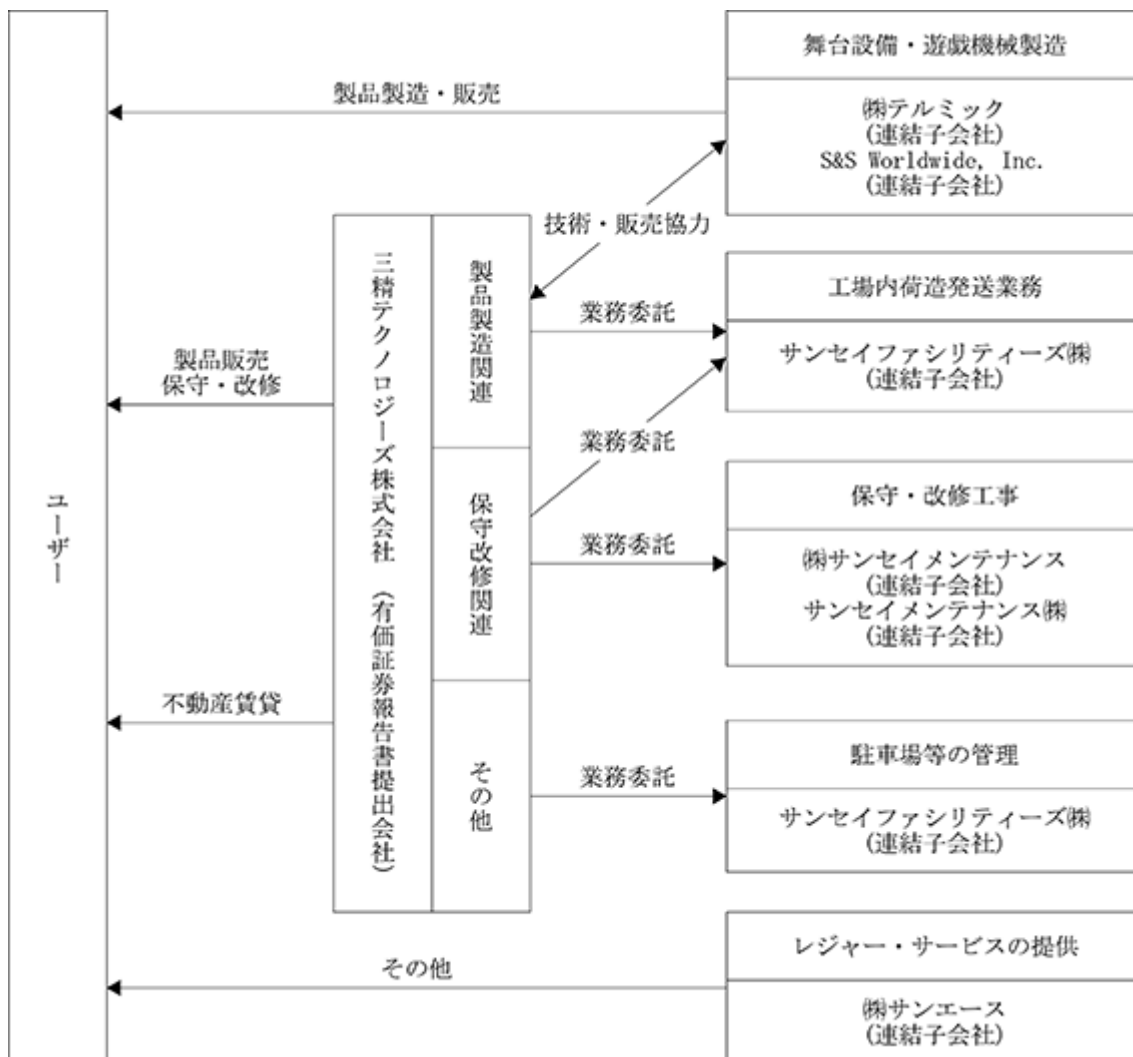 ユーザー
製品製造・販売
製品販売
保守・改修
不動産賃貸
その他
三精テクノロジーズ株式会社 (有価証券報告書提出会社)
製品製造関連
保守改修関連
その他
技術・販売協力
業務委託
業務委託
業務委託
業務委託
舞台設備・遊戯機械製造
㈱テルミック
(連結子会社)
S&S Worldwide, Inc.
(連結子会社)
工場内荷造発送業務
サンセイファシリティーズ㈱
(連結子会社)
保守・改修工事
㈱サンセイメンテナンス
(連結子会社)
サンセイメンテナンス㈱
(連結子会社)
駐車場等の管理
サンセイファシリティーズ㈱
(連結子会社)
レジャー・サービスの提供
㈱サンエース
(連結子会社)